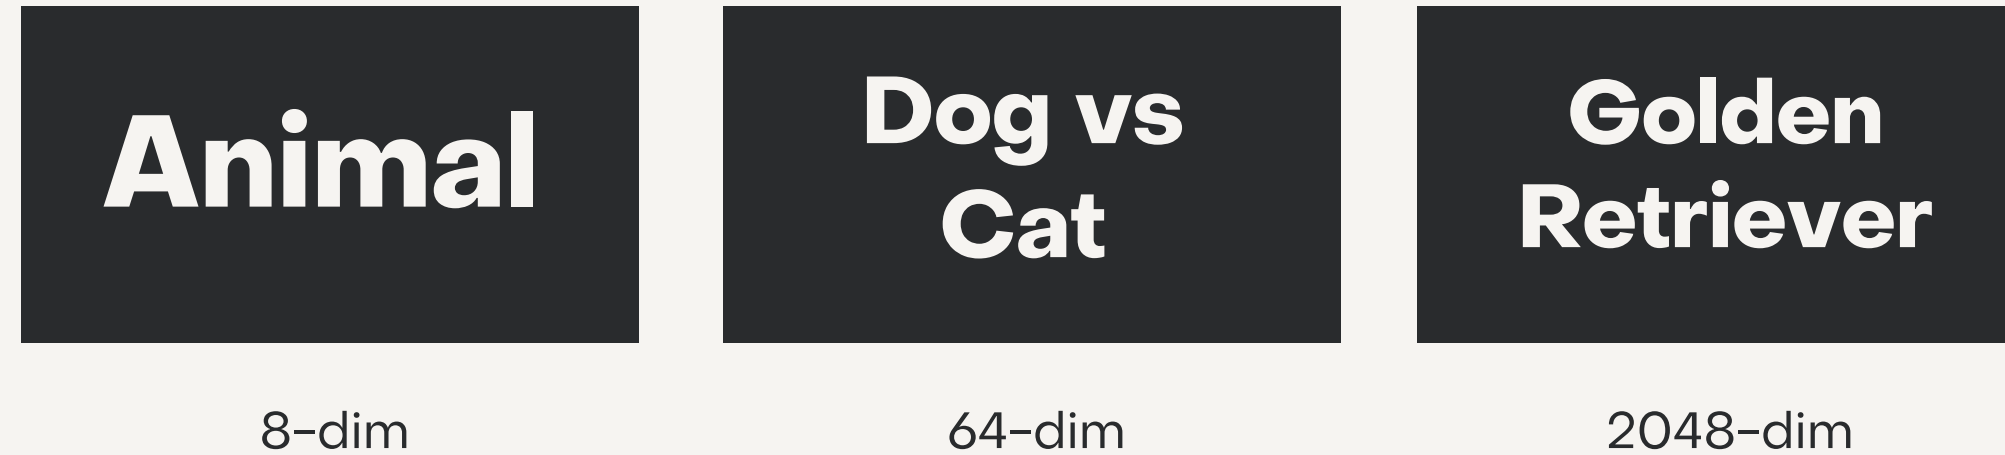 Animal
Dog vs
Cat
Golden
Retriever
8-dim
64-dim
2048-dim